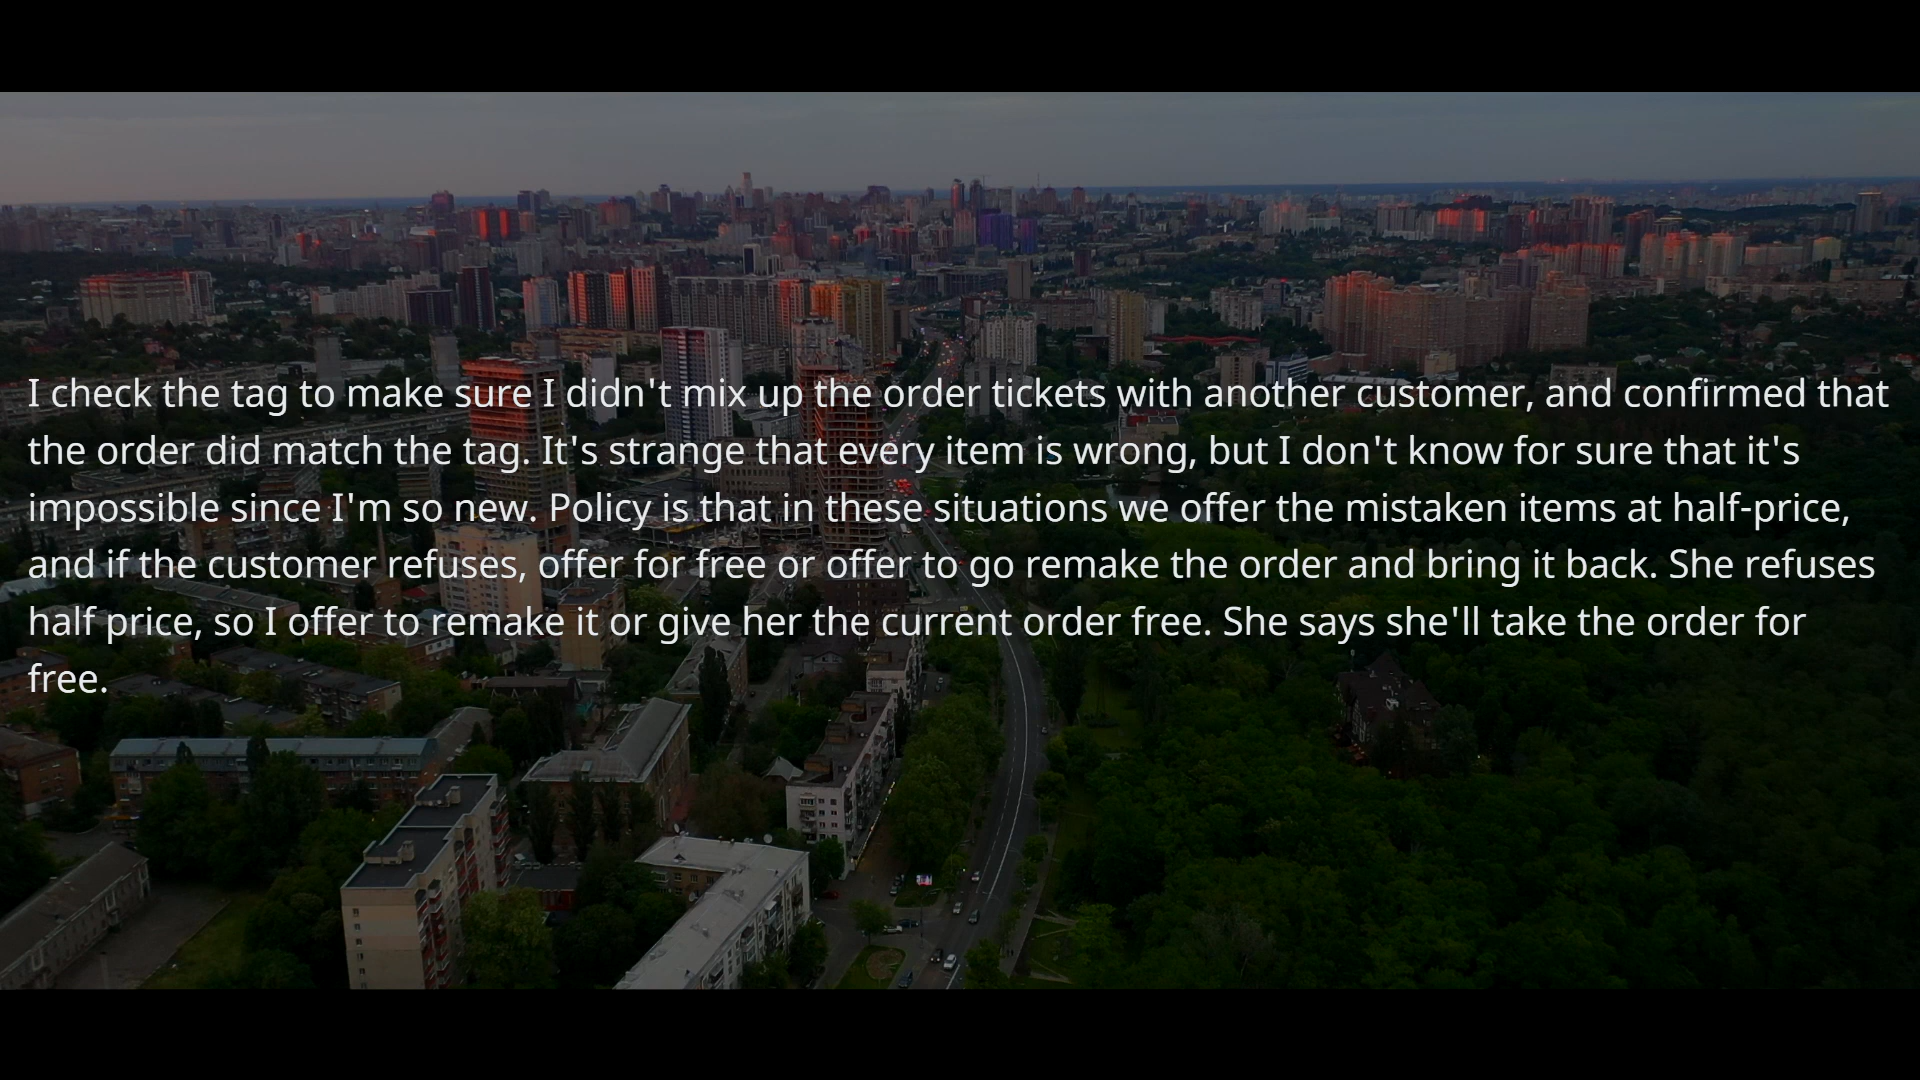 I check the tag to make sure I didn't mix up the order tickets with another customer, and confirmed that
the order did match the tag. It's strange that every item is wrong, but I don't know for sure that it's
impossible since I'm so new. Policy is that in these situations we offer the mistaken items at half-price,
and if the customer refuses, offer for free or offer to go remake the order and bring it back. She refuses
half price, so I offer to remake it or give her the current order free. She says she'll take the order for
free.